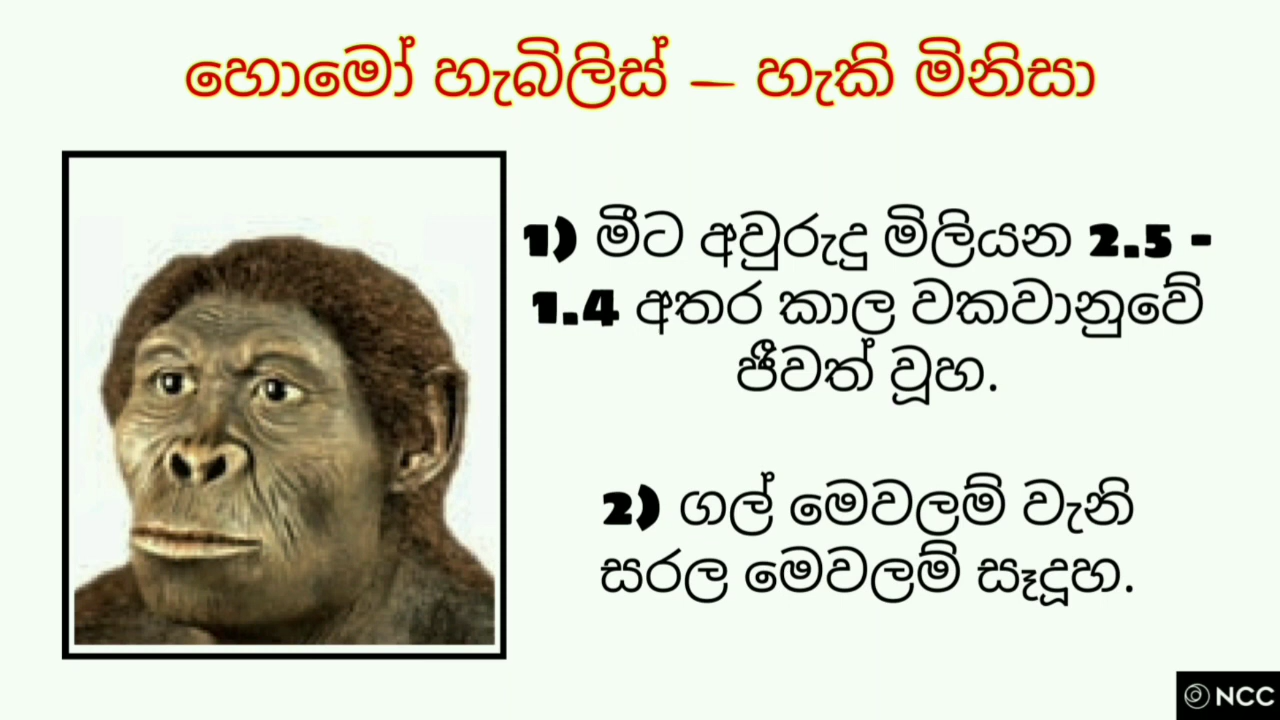 හොමෝ හැබිලිස් – හැකි මිනිසා
1) මීට අවුරුදු මිලියන 2.5 -
1.4 අතර කාල වකවානුවේ
ජීවත් වූහ.
2) ගල් මෙවලම් වැනි
සරල මෙවලම් සෑදූහ.
NCC